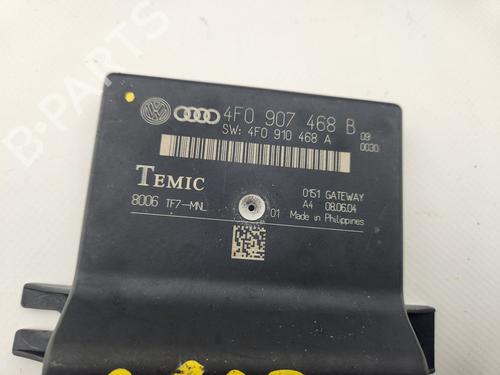 4F0 907 468 B
SW: 4F0 910 468 A
09
0030
TEMIC
8006 TF7-MNL
01
0151 GATEWAY
A4 08.06.04
Made in Philippines
B-PARTS